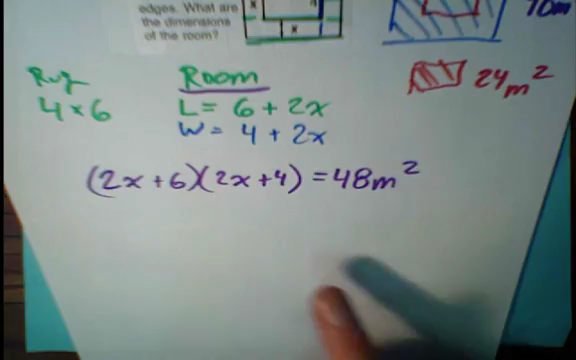 edges. What are
the dimensions
of the room?
x
x
10m
Rug
4 × 6
Room
L = 6 + 2x
W = 4 + 2x
24m²
(2x + 6)(2x + 4) = 48m²